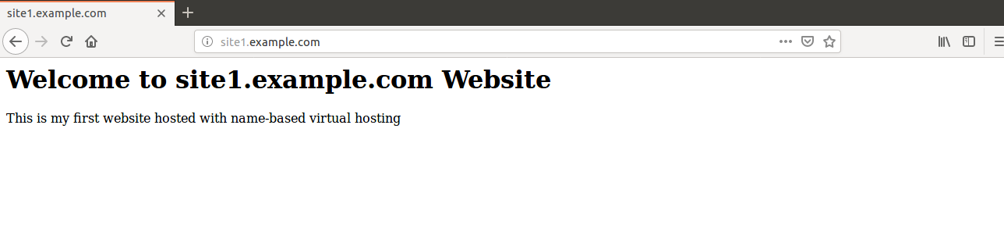 site1.example.com
site1.example.com
Welcome to site1.example.com Website
This is my first website hosted with name-based virtual hosting